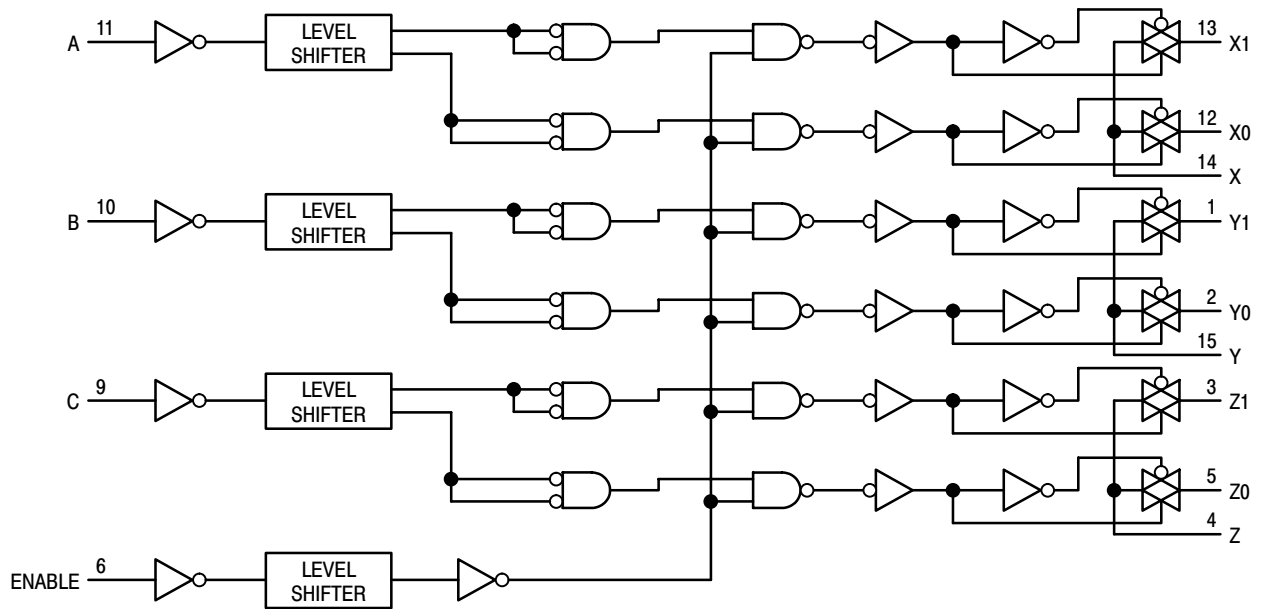 A 11
LEVEL
SHIFTER
13 X1
12 X0
14 X
B 10
LEVEL
SHIFTER
1 Y1
2 Y0
15 Y
C 9
LEVEL
SHIFTER
3 Z1
5 Z0
4 Z
ENABLE 6
LEVEL
SHIFTER